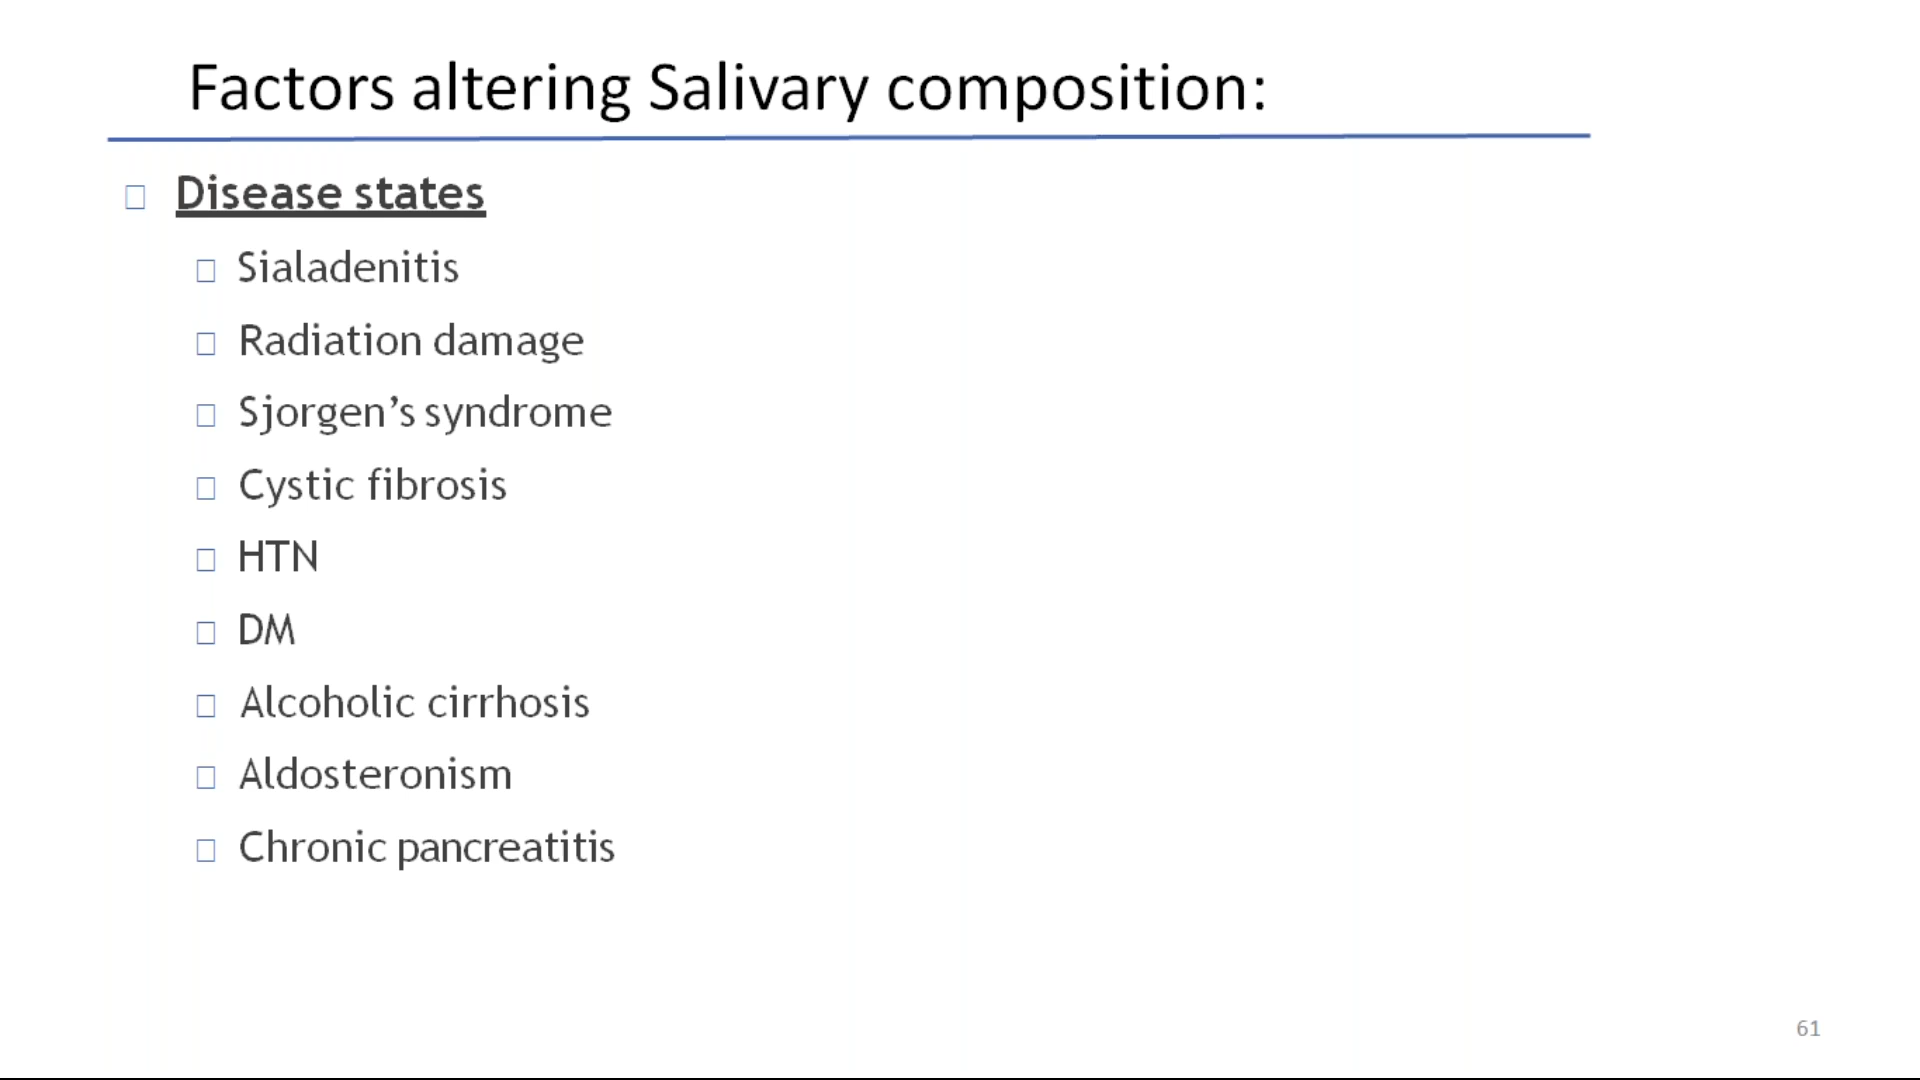 Factors altering Salivary composition:
Disease states
Sialadenitis
Radiation damage
Sjorgen’s syndrome
Cystic fibrosis
HTN
DM
Alcoholic cirrhosis
Aldosteronism
Chronic pancreatitis
61